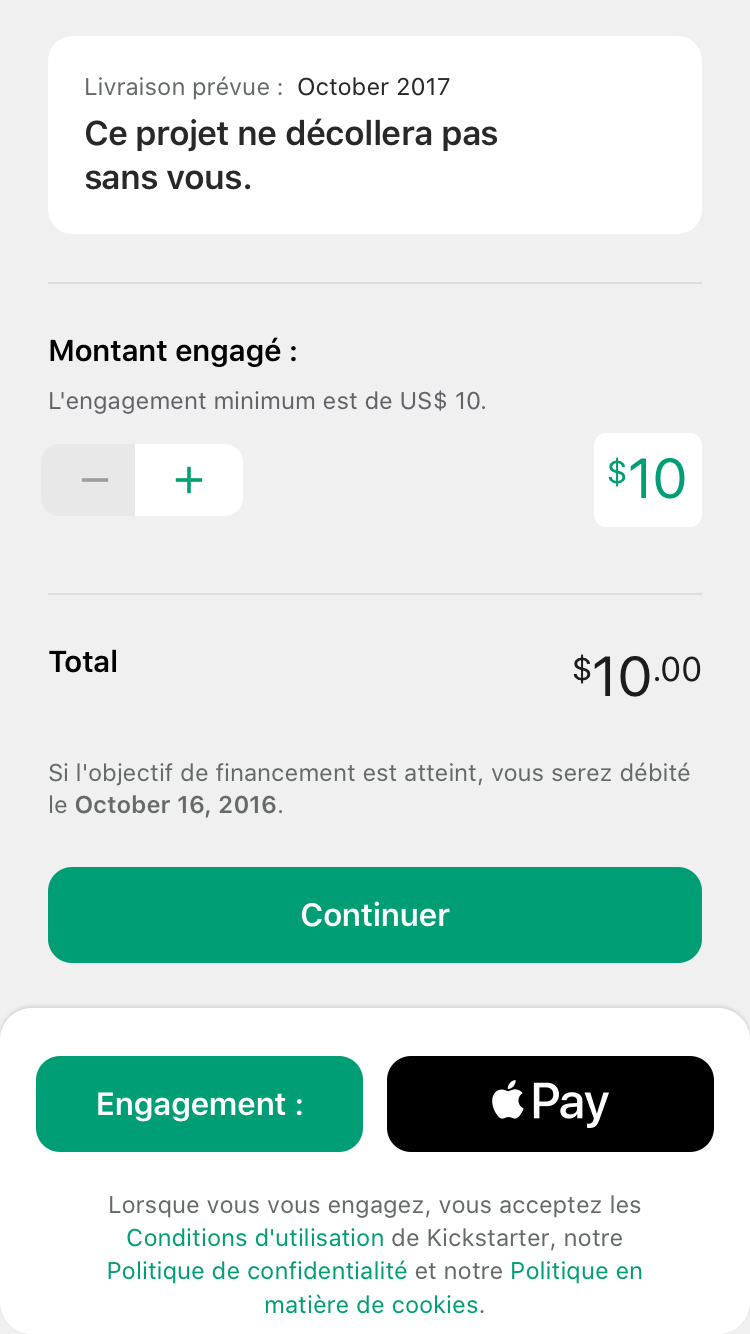 Livraison prévue : October 2017
Ce projet ne décollera pas
sans vous.
Montant engagé :
L'engagement minimum est de US$ 10.
− +
$10
Total
$10.00
Si l'objectif de financement est atteint, vous serez débité
le October 16, 2016.
Continuer
Engagement :
Pay
Lorsque vous vous engagez, vous acceptez les
Conditions d'utilisation de Kickstarter, notre
Politique de confidentialité et notre Politique en
matière de cookies.